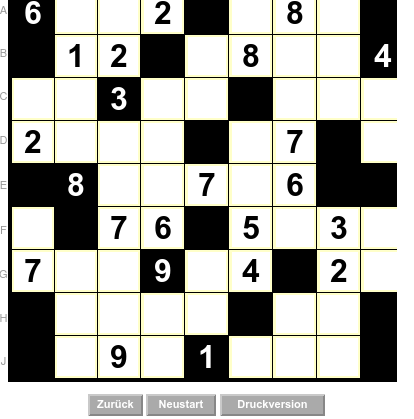 A 6 2 8
B 1 2 8 4
C 3
D 2 7
E 8 7 6
F 7 6 5 3
G 7 9 4 2
H
J 9 1
Zurück Neustart Druckversion